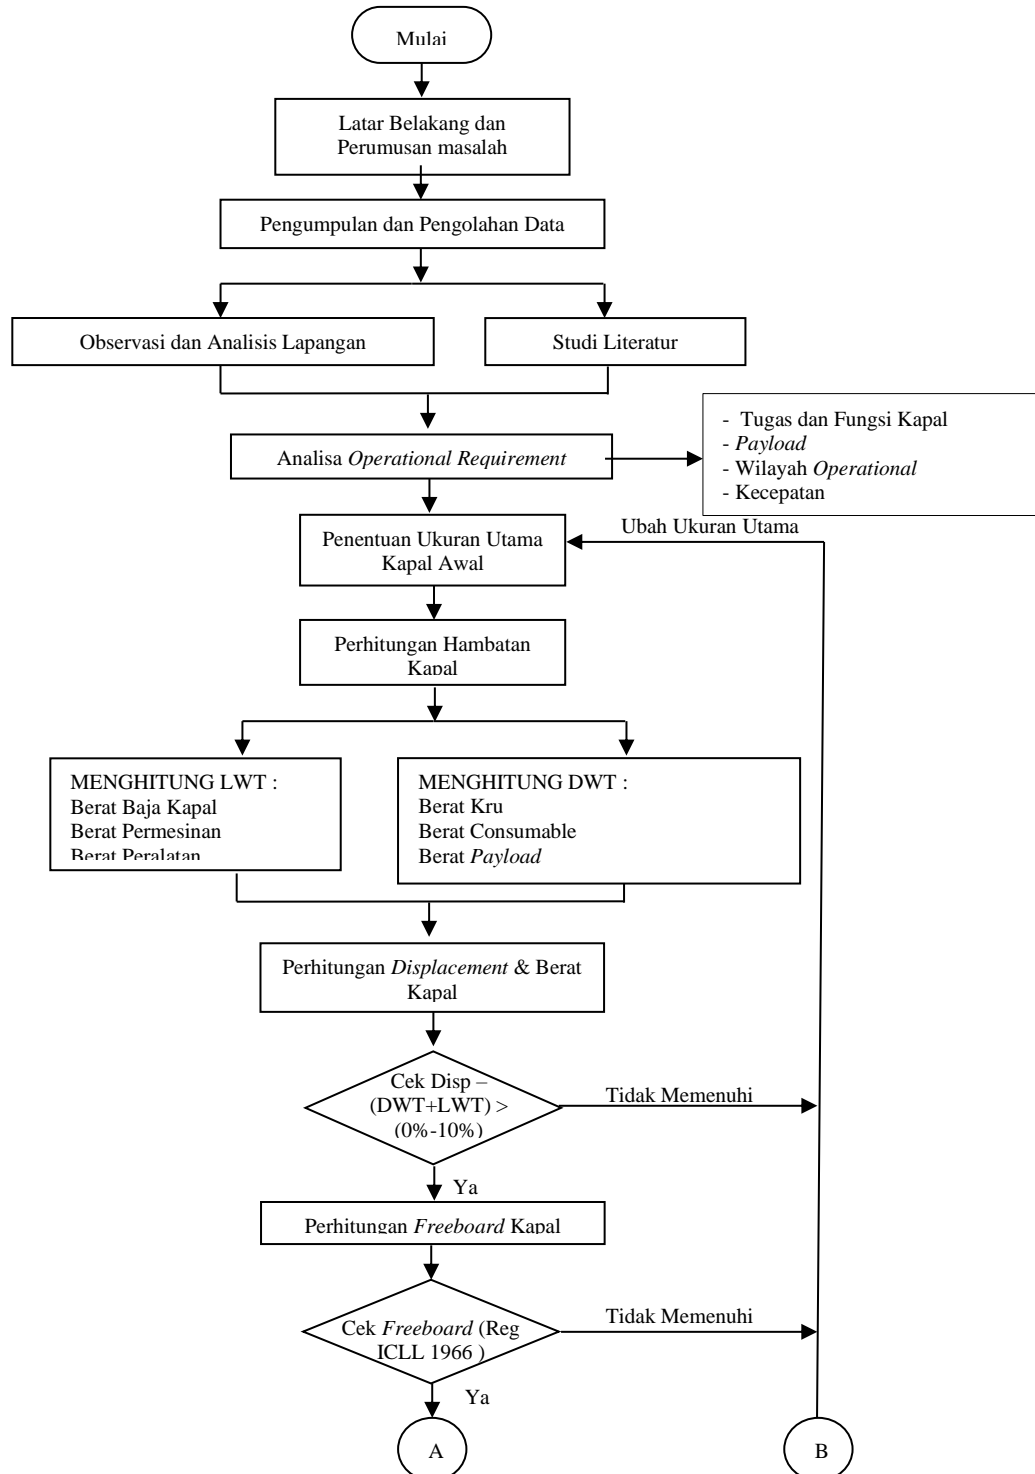 Mulai
Latar Belakang dan
Perumusan masalah
Pengumpulan dan Pengolahan Data
Observasi dan Analisis Lapangan
Studi Literatur
Analisa Operational Requirement
- Tugas dan Fungsi Kapal
- Payload
- Wilayah Operational
- Kecepatan
Ubah Ukuran Utama
Penentuan Ukuran Utama
Kapal Awal
Perhitungan Hambatan
Kapal
MENGHITUNG LWT :
Berat Baja Kapal
Berat Permesinan
Berat Peralatan
MENGHITUNG DWT :
Berat Kru
Berat Consumable
Berat Payload
Perhitungan Displacement & Berat
Kapal
Cek Disp –
(DWT+LWT) >
(0%-10%)
Tidak Memenuhi
Ya
Perhitungan Freeboard Kapal
Cek Freeboard (Reg
ICLL 1966 )
Tidak Memenuhi
Ya
A
B